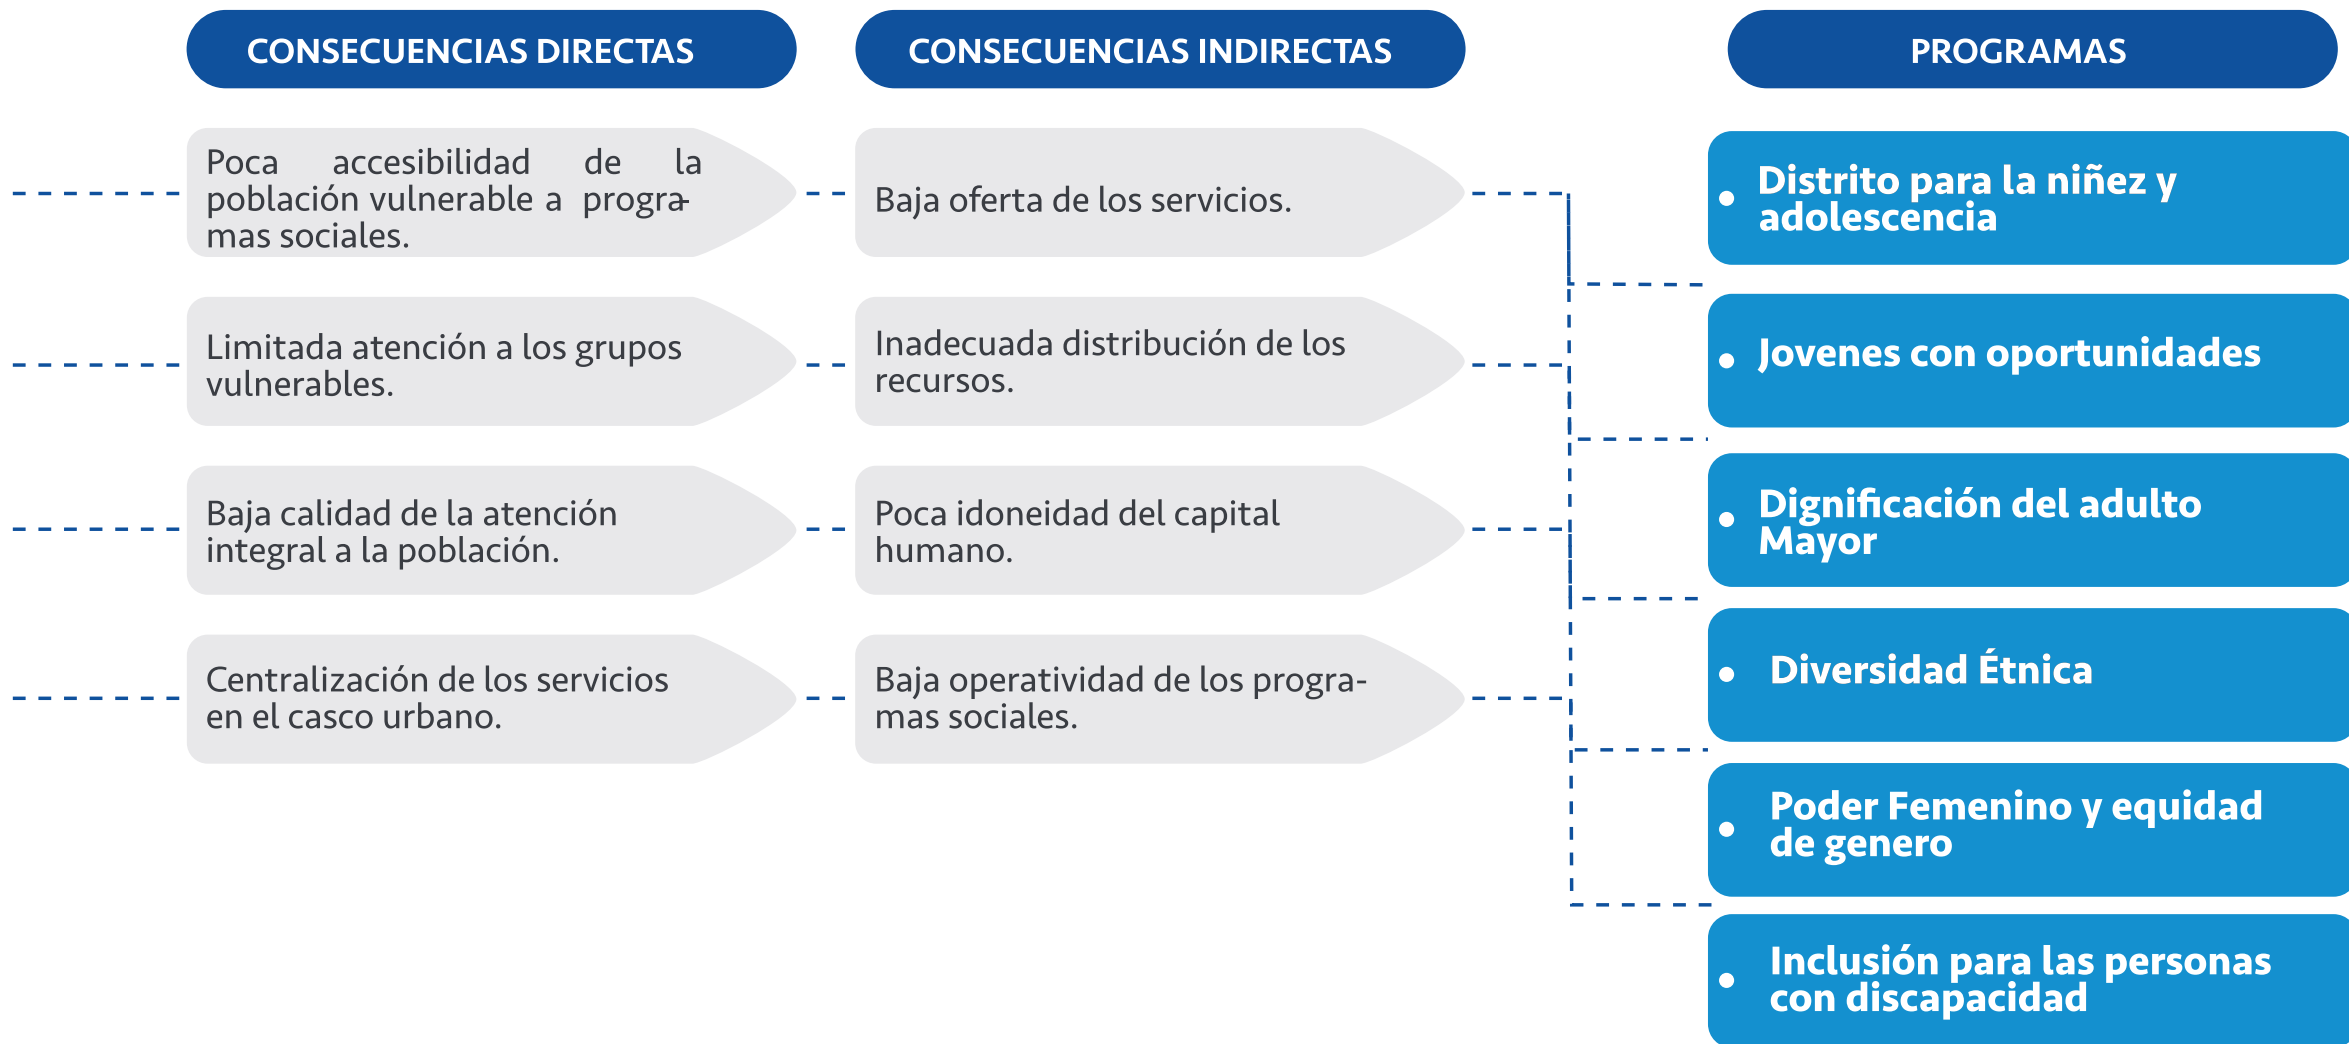 CONSECUENCIAS DIRECTAS
Poca accesibilidad de la
población vulnerable a progra-
mas sociales.
Limitada atención a los grupos
vulnerables.
Baja calidad de la atención
integral a la población.
Centralización de los servicios
en el casco urbano.
CONSECUENCIAS INDIRECTAS
Baja oferta de los servicios.
Inadecuada distribución de los
recursos.
Poca idoneidad del capital
humano.
Baja operatividad de los progra-
mas sociales.
PROGRAMAS
• Distrito para la niñez y
adolescencia
• Jovenes con oportunidades
• Dignificación del adulto
Mayor
• Diversidad Étnica
• Poder Femenino y equidad
de genero
• Inclusión para las personas
con discapacidad